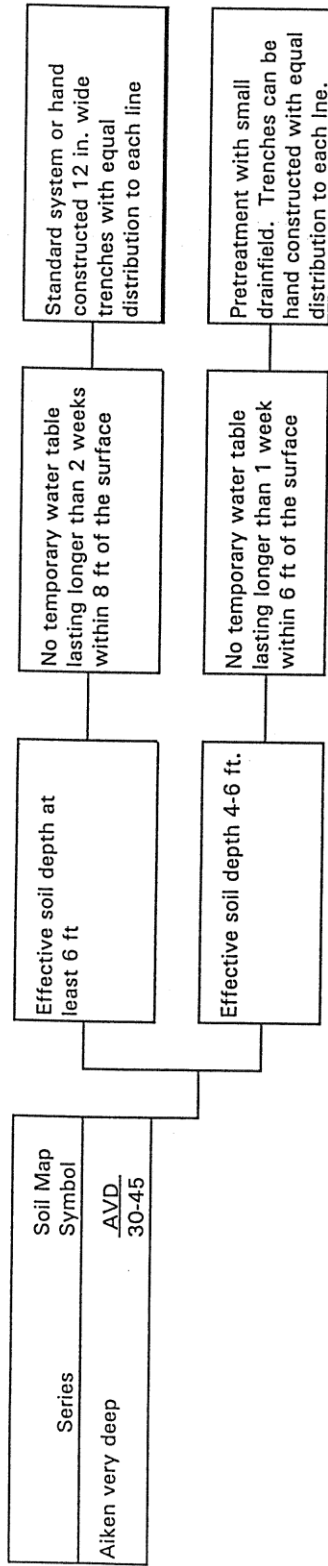 Series
Soil Map
Symbol
Aiken very deep
AVD
30-45
Effective soil depth at
least 6 ft
No temporary water table
lasting longer than 2 weeks
within 8 ft of the surface
Standard system or hand
constructed 12 in. wide
trenches with equal
distribution to each line
Effective soil depth 4-6 ft.
No temporary water table
lasting longer than 1 week
within 6 ft of the surface
Pretreatment with small
drainfield. Trenches can be
hand constructed with equal
distribution to each lne.